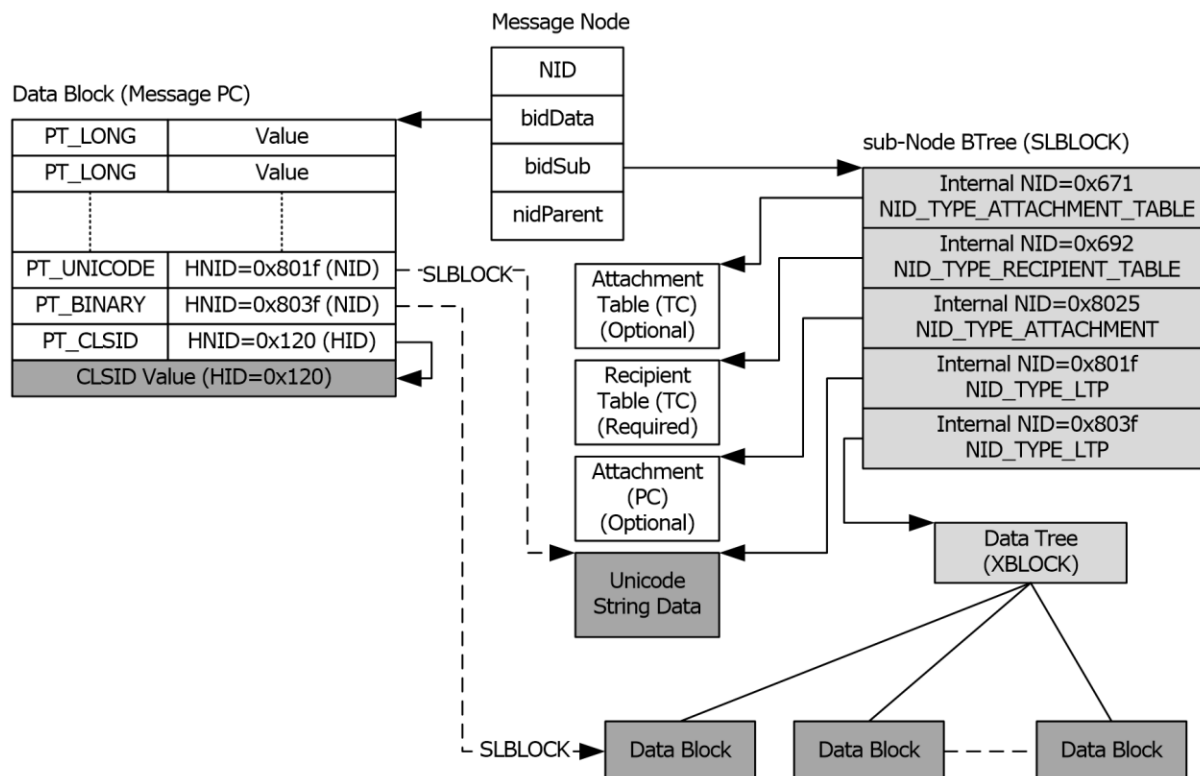 Message Node
NID
bidData
bidSub
nidParent
Data Block (Message PC)
PT_LONG Value
PT_LONG Value
PT_UNICODE HNID=0x801f (NID)
PT_BINARY HNID=0x803f (NID)
PT_CLSID HNID=0x120 (HID)
CLSID Value (HID=0x120)
SLBLOCK
sub-Node BTree (SLBLOCK)
Internal NID=0x671
NID_TYPE_ATTACHMENT_TABLE
Internal NID=0x692
NID_TYPE_RECIPIENT_TABLE
Internal NID=0x8025
NID_TYPE_ATTACHMENT
Internal NID=0x801f
NID_TYPE_LTP
Internal NID=0x803f
NID_TYPE_LTP
Attachment
Table (TC)
(Optional)
Recipient
Table (TC)
(Required)
Attachment
(PC)
(Optional)
Unicode
String Data
Data Tree
(XBLOCK)
SLBLOCK
Data Block
Data Block
Data Block